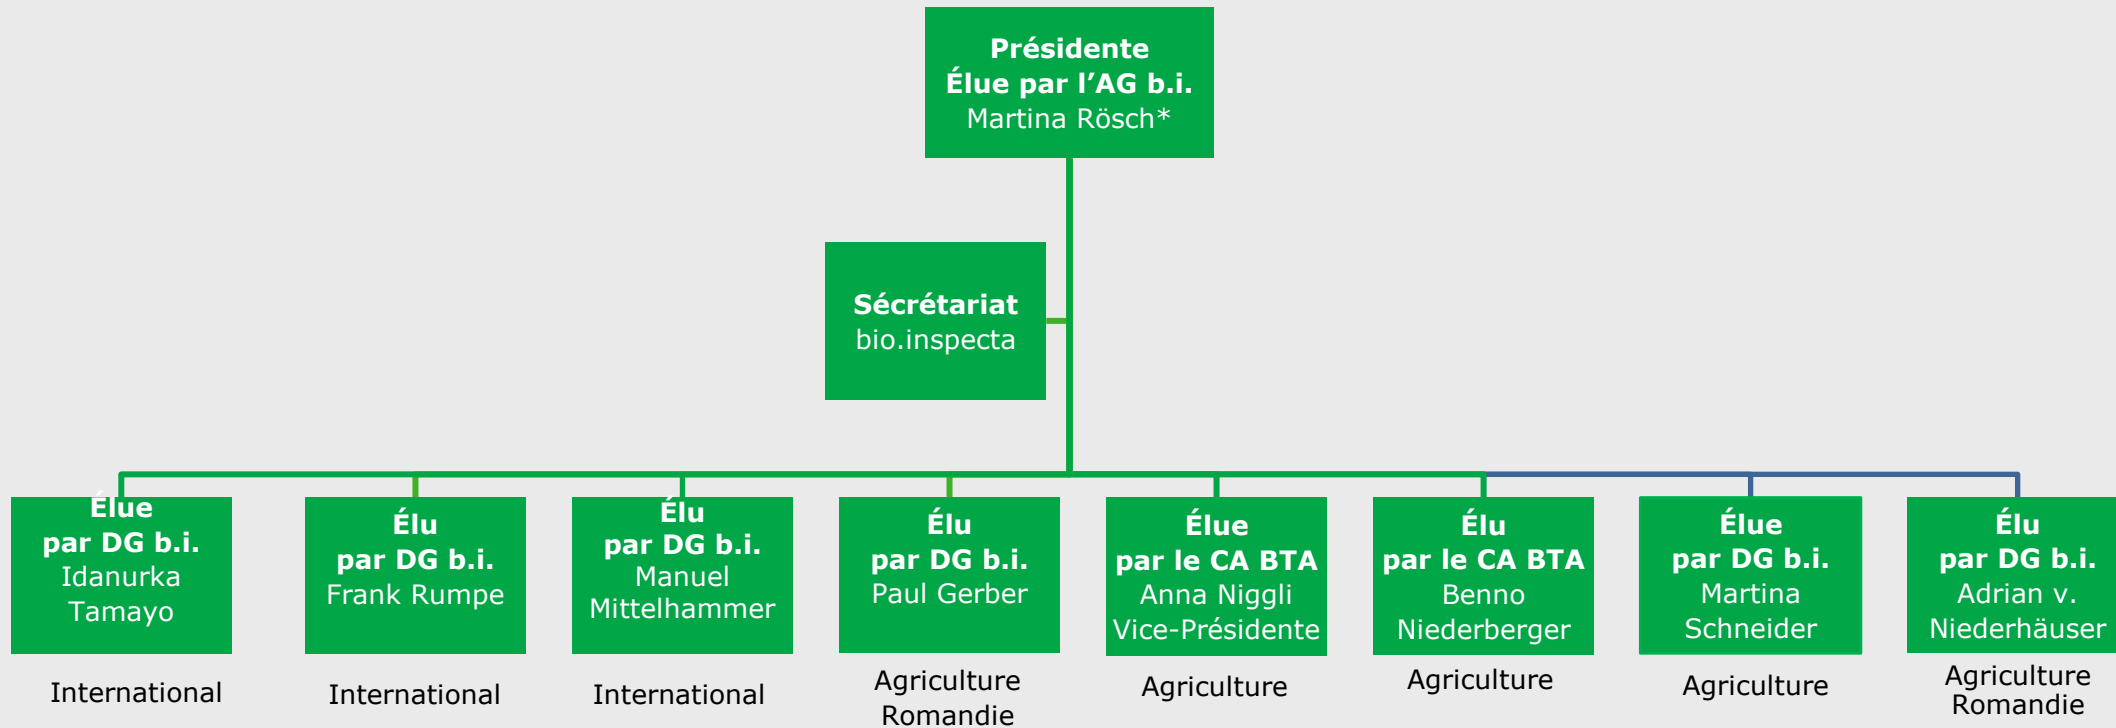 Présidente
Élue par l’AG b.i.
Martina Rösch*
Sécrétariat
bio.inspecta
Élue
par DG b.i.
Idanurka
Tamayo
International
Élu
par DG b.i.
Frank Rumpe
International
Élu
par DG b.i.
Manuel
Mittelhammer
International
Élu
par DG b.i.
Paul Gerber
Agriculture
Romandie
Élue
par le CA BTA
Anna Niggli
Vice-Présidente
Agriculture
Élu
par le CA BTA
Benno
Niederberger
Agriculture
Élue
par DG b.i.
Martina
Schneider
Agriculture
Élu
par DG b.i.
Adrian v.
Niederhäuser
Agriculture
Romandie